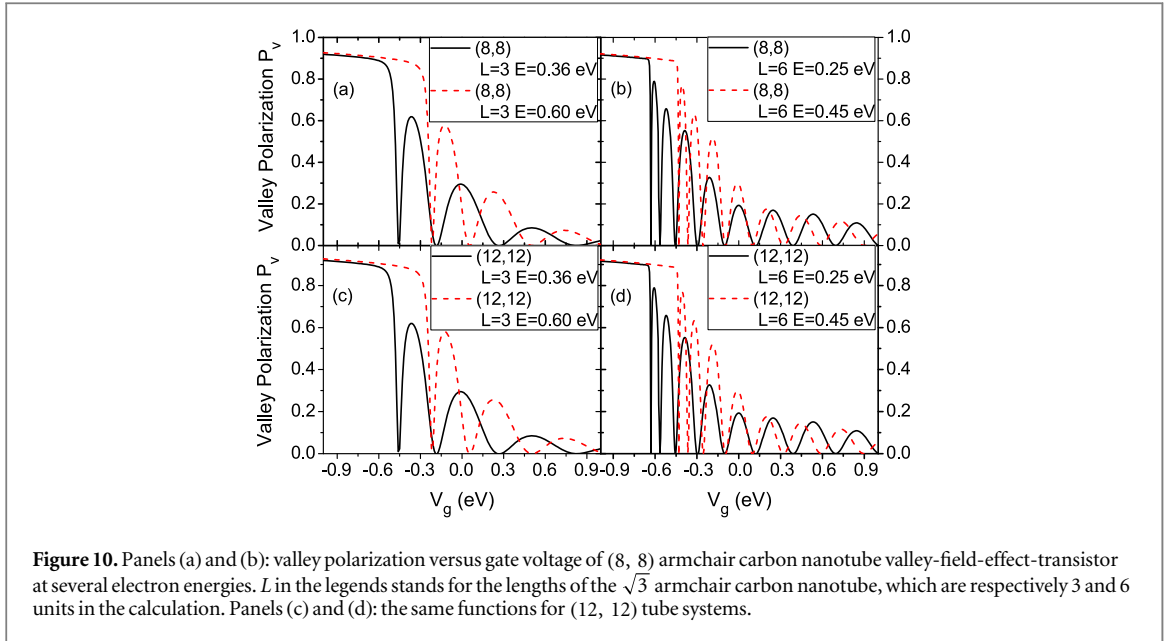 Valley Polarization P_v
1.0
0.8
0.6
0.4
0.2
0.0
(a)
(8,8)
L=3 E=0.36 eV
(8,8)
L=3 E=0.60 eV
(b)
(8,8)
L=6 E=0.25 eV
(8,8)
L=6 E=0.45 eV
1.0
0.8
0.6
0.4
0.2
0.0
Valley Polarization P_v
0.8
0.6
0.4
0.2
0.0
(c)
(12,12)
L=3 E=0.36 eV
(12,12)
L=3 E=0.60 eV
(d)
(12,12)
L=6 E=0.25 eV
(12,12)
L=6 E=0.45 eV
0.8
0.6
0.4
0.2
0.0
-0.9 -0.6 -0.3 0.0 0.3 0.6 0.9 -0.9 -0.6 -0.3 0.0 0.3 0.6 0.9
V_g (eV) V_g (eV)
Figure 10. Panels (a) and (b): valley polarization versus gate voltage of (8, 8) armchair carbon nanotube valley-field-effect-transistor
at several electron energies. L in the legends stands for the lengths of the √3 armchair carbon nanotube, which are respectively 3 and 6
units in the calculation. Panels (c) and (d): the same functions for (12, 12) tube systems.